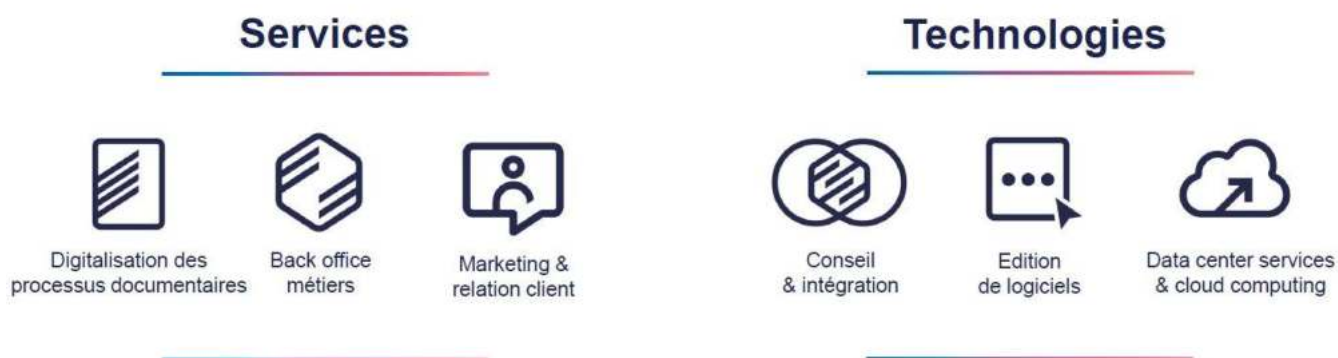 Services
Technologies
Digitalisation des
processus documentaires
Back office
métiers
Marketing &
relation client
Conseil
& intégration
Edition
de logiciels
Data center services
& cloud computing